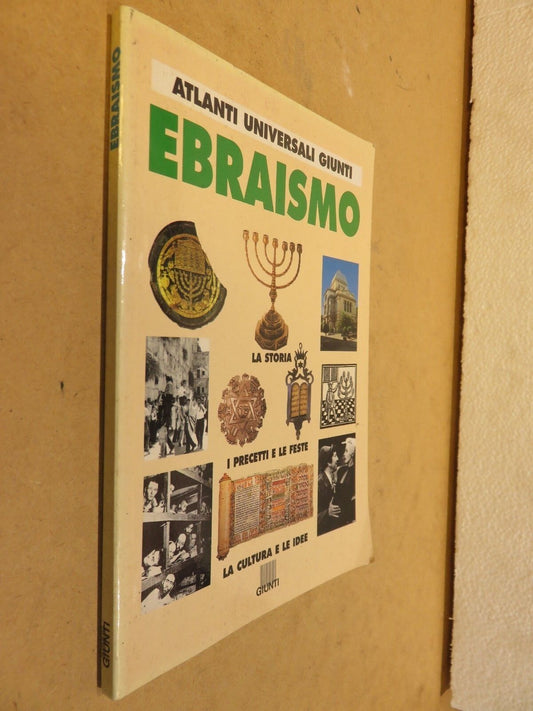 EBRAISMO
GIUNTI
ATLANTI UNIVERSALI GIUNTI
EBRAISMO
LA STORIA
I PRECETTI E LE FESTE
LA CULTURA E LE IDEE
GIUNTI